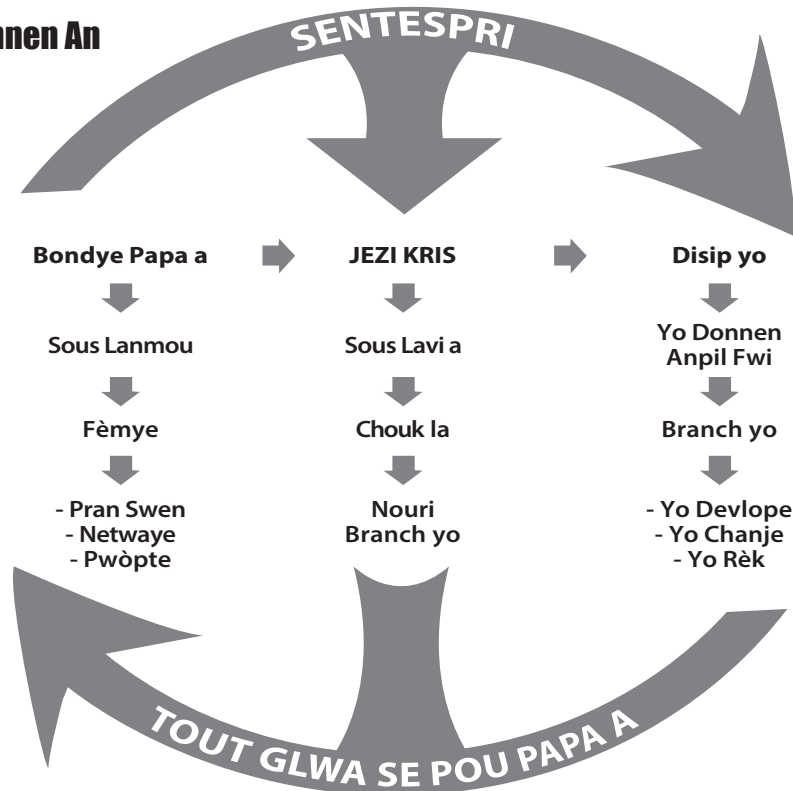 An
SENTESPRI
Bondye Papa a
JEZI KRIS
Disip yo
Sous Lanmou
Sous Lavi a
Yo Donnen
Anpil Fwi
Fèmye
Chouk la
Branch yo
- Pran Swen
- Netwaye
- Pwòpte
Nouri
Branch yo
- Yo Devlope
- Yo Chanje
- Yo Rèk
TOUT GLWA SE POU PAPA A